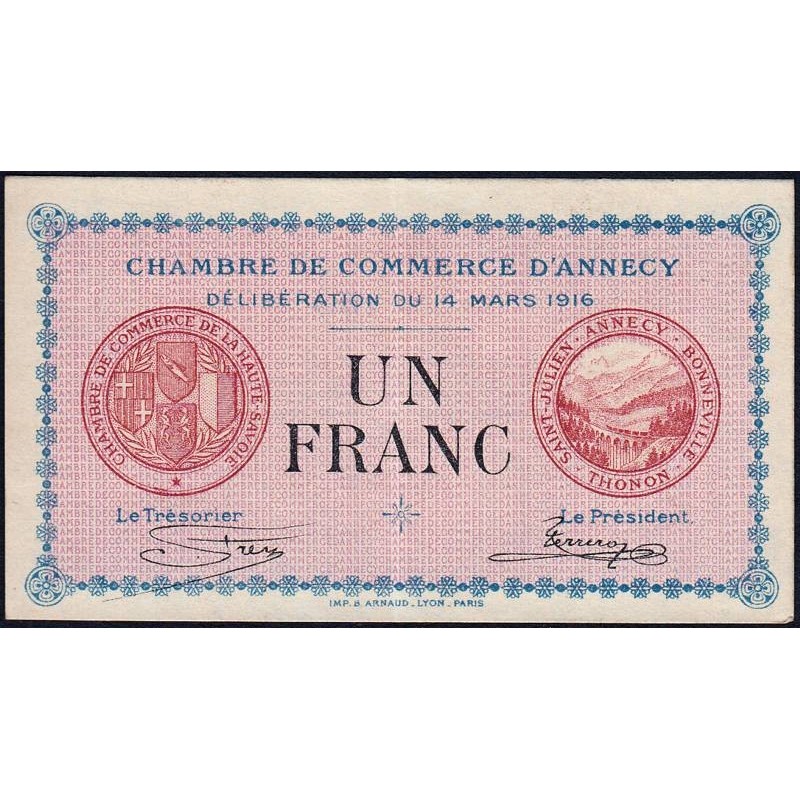 CHAMBRE DE COMMERCE D'ANNECY
DÉLIBÉRATION DU 14 MARS 1916
CHAMBRE DE COMMERCE DE LA HAUTE-SAVOIE
UN
FRANC
SAINT-JULIEN · ANNECY · BONNEVILLE · THONON ·
Le Trésorier
Le Président
IMP. B. ARNAUD _ LYON _ PARIS